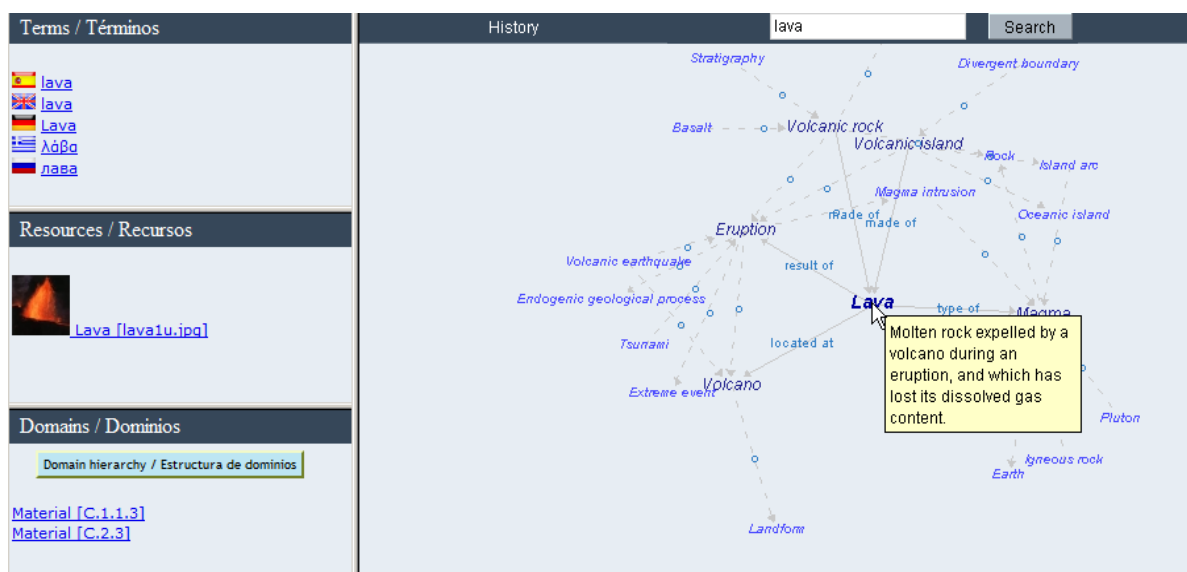 Terms / Términos
lava
lava
Lava
λάβα
лава
Resources / Recursos
Lava [lava1u.jpg]
Domains / Dominios
Domain hierarchy / Estructura de dominios
Material [C.1.1.3]
Material [C.2.3]
History
lava
Search
Stratigraphy
Divergent boundary
Basalt
Volcanic rock
Volcanic island
Rock
Island arc
Magma intrusion
Oceanic island
made of
made of
Eruption
Volcanic earthquake
result of
Endogenic geological process
Lava
type of
Magma
Tsunami
located at
Extreme event
Volcano
Molten rock expelled by a
volcano during an
eruption, and which has
lost its dissolved gas
content.
Pluton
Igneous rock
Earth
Landform